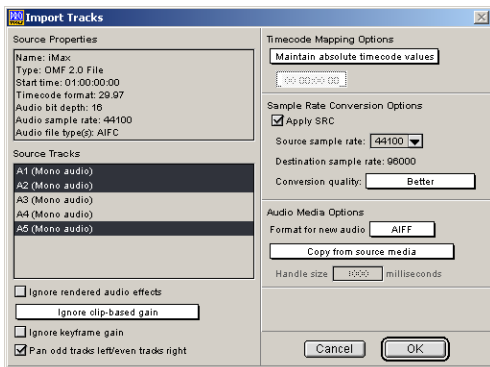 Import Tracks
Source Properties
Name: iMax
Type: OMF 2.0 File
Start time: 01:00:00:00
Timecode format: 29.97
Audio bit depth: 16
Audio sample rate: 44100
Audio file type(s): AIFC
Source Tracks
A1 (Mono audio)
A2 (Mono audio)
A3 (Mono audio)
A4 (Mono audio)
A5 (Mono audio)
Ignore rendered audio effects
Ignore clip-based gain
Ignore keyframe gain
Pan odd tracks left/even tracks right
Timecode Mapping Options
Maintain absolute timecode values
00:00:00:00
Sample Rate Conversion Options
Apply SRC
Source sample rate: 44100
Destination sample rate: 96000
Conversion quality: Better
Audio Media Options
Format for new audio AIFF
Copy from source media
Handle size 1000 milliseconds
Cancel OK